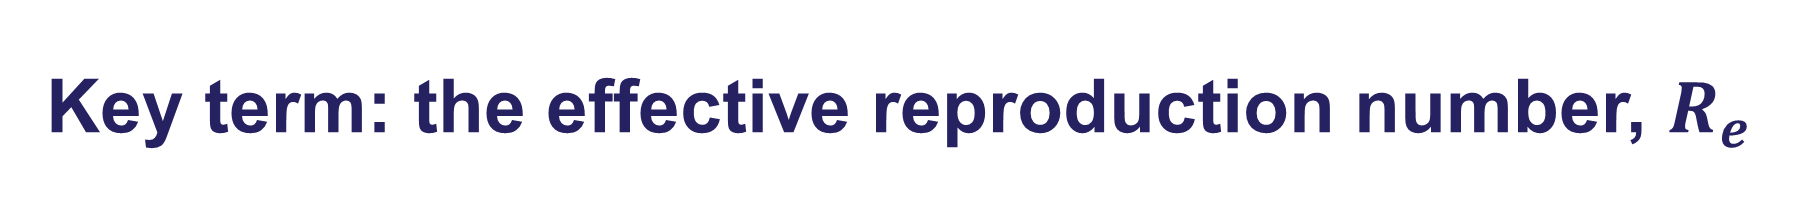 Key term: the effective reproduction number, Rₑ